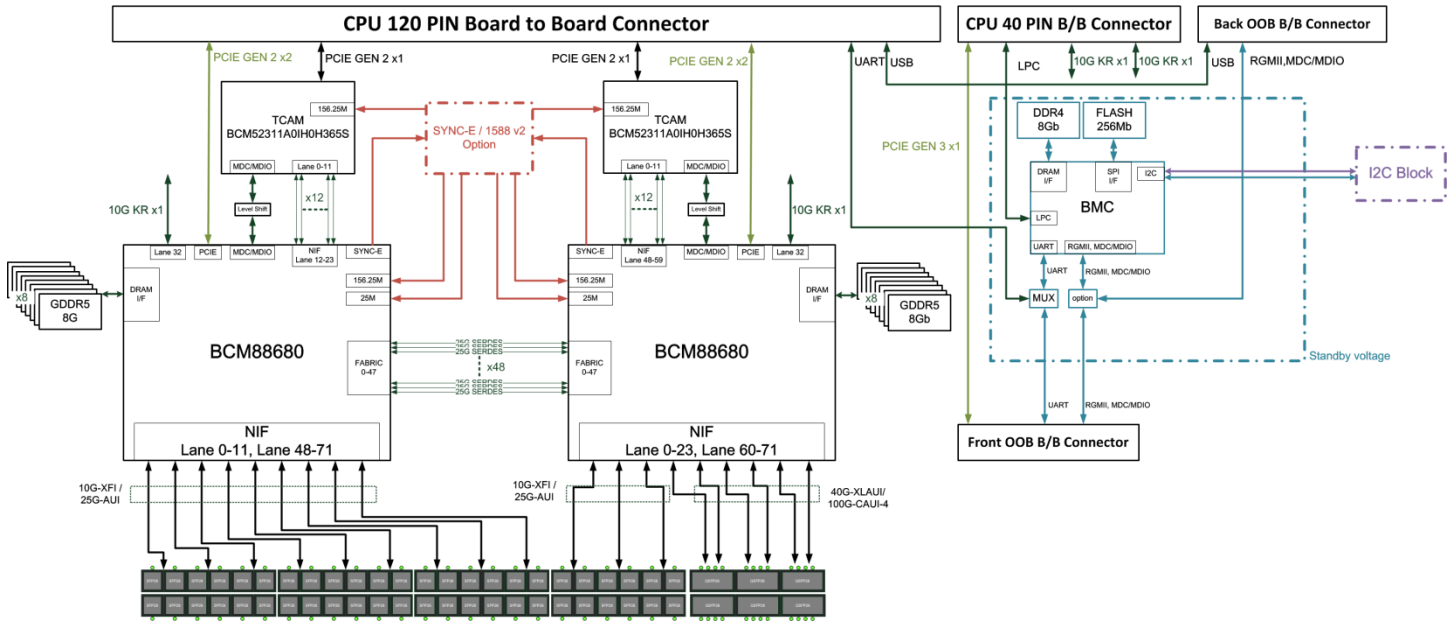 CPU 120 PIN Board to Board Connector
CPU 40 PIN B/B Connector
Back OOB B/B Connector
PCIE GEN 2 x2
PCIE GEN 2 x1
PCIE GEN 2 x1
PCIE GEN 2 x2
UART
USB
LPC
10G KR x1
10G KR x1
USB
RGMII,MDC/MDIO
156.25M
TCAM
BCM52311A0IH0H365S
MDC/MDIO
Lane 0-11
SYNC-E / 1588 v2
Option
156.25M
TCAM
BCM52311A0IH0H365S
Lane 0-11
MDC/MDIO
PCIE GEN 3 x1
DDR4
8Gb
FLASH
256Mb
DRAM
I/F
SPI
I/F
I2C
BMC
LPC
UART
RGMII, MDC/MDIO
I2C Block
10G KR x1
Level Shift
x12
x12
Level Shift
10G KR x1
UART
RGMII, MDC/MDIO
MUX
option
Standby voltage
Lane 32
PCIE
MDC/MDIO
NIF
Lane 12-23
SYNC-E
156.25M
25M
DRAM
I/F
x8
GDDR5
8G
BCM88680
FABRIC
0-47
25G SERDES
25G SERDES
25G SERDES
x48
25G SERDES
25G SERDES
25G SERDES
SYNC-E
NIF
Lane 48-59
MDC/MDIO
PCIE
Lane 32
156.25M
25M
DRAM
I/F
x8
GDDR5
8Gb
BCM88680
FABRIC
0-47
UART
RGMII, MDC/MDIO
Front OOB B/B Connector
NIF
Lane 0-11, Lane 48-71
NIF
Lane 0-23, Lane 60-71
10G-XFI /
25G-AUI
10G-XFI /
25G-AUI
40G-XLAUI/
100G-CAUI-4